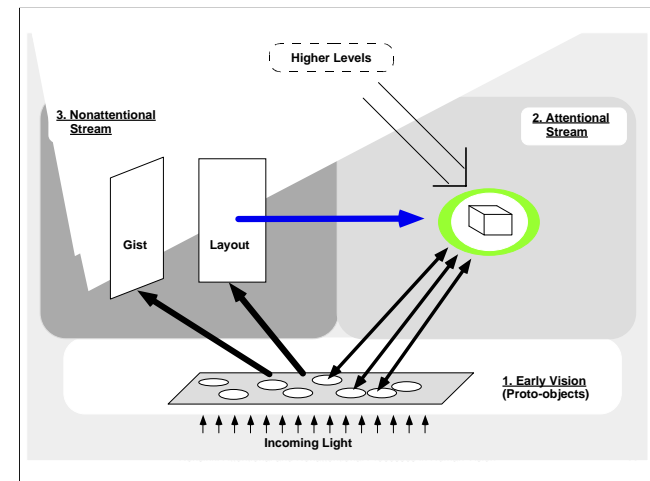 Higher Levels
3. Nonattentional
Stream
2. Attentional
Stream
Gist
Layout
1. Early Vision
(Proto-objects)
Incoming Light